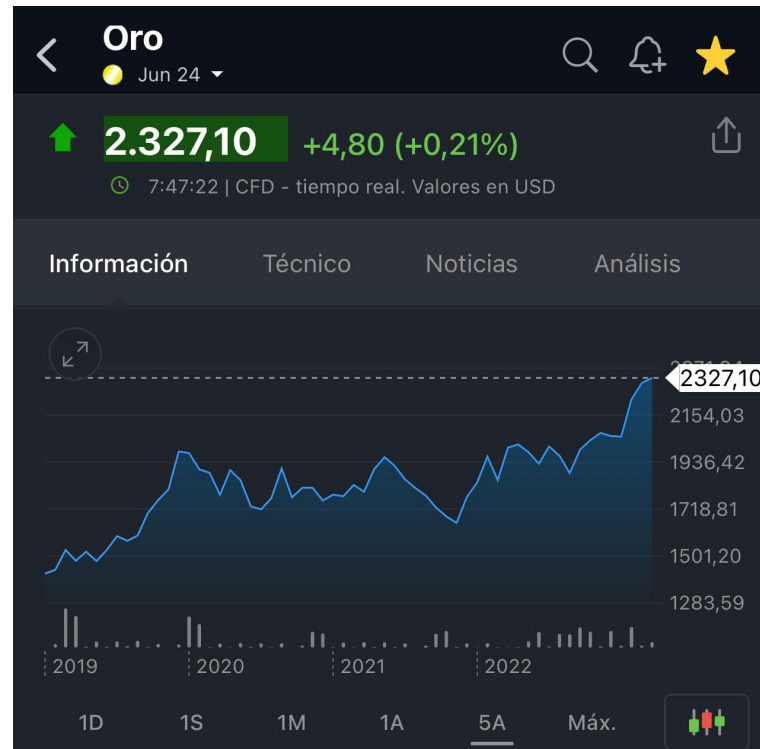 Oro
Jun 24
2.327,10 +4,80 (+0,21%)
7:47:22 | CFD - tiempo real. Valores en USD
Información Técnico Noticias Análisis
2327,10
2154,03
1936,42
1718,81
1501,20
1283,59
2019 2020 2021 2022
1D 1S 1M 1A 5A Máx.